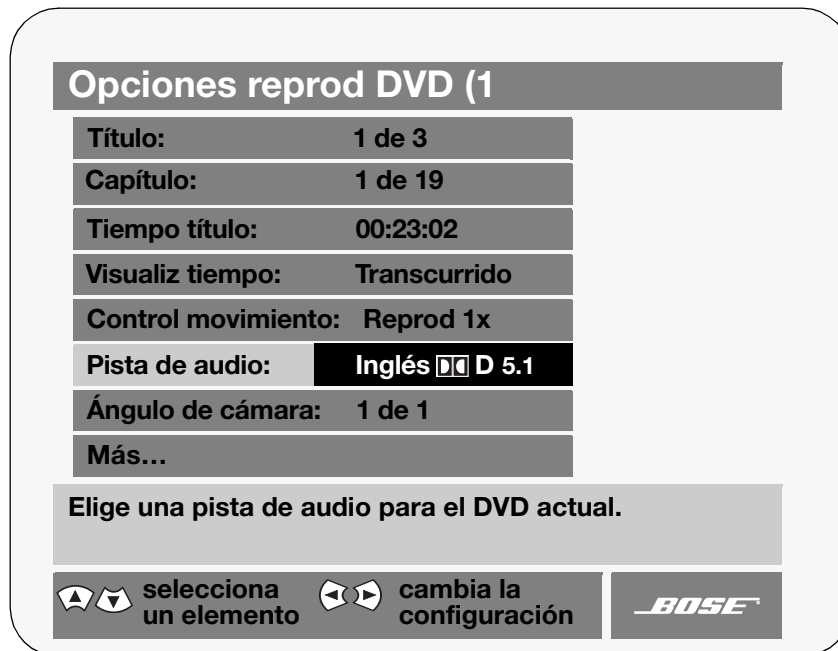 Opciones reprod DVD (1
Título: 1 de 3
Capítulo: 1 de 19
Tiempo título: 00:23:02
Visualiz tiempo: Transcurrido
Control movimiento: Reprod 1x
Pista de audio: Inglés D 5.1
Ángulo de cámara: 1 de 1
Más...
Elige una pista de audio para el DVD actual.
selecciona
un elemento
cambia la
configuración
BOSE